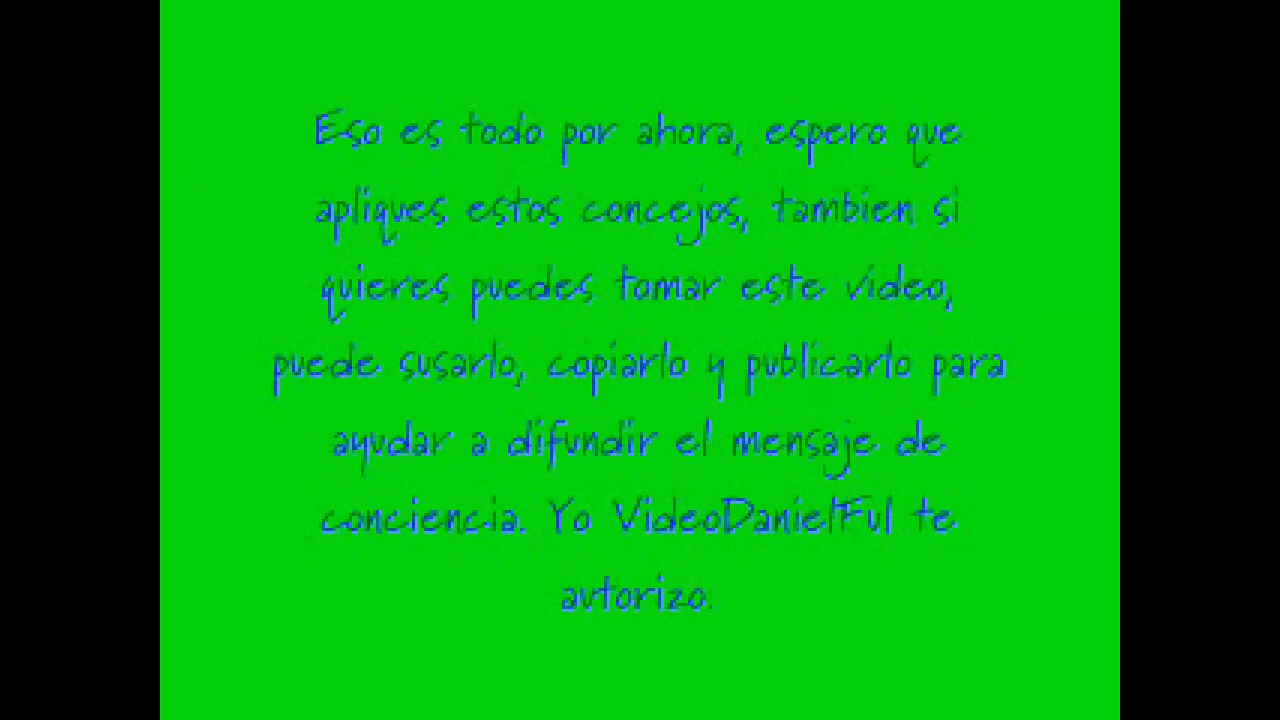 Eso es todo por ahora, espero que
apliques estos concejos, tambien si
quieres puedes tomar este video,
puede susarlo, copiarlo y publicarlo para
ayudar a difundir el mensaje de
conciencia. Yo VideoDanielFul te
autorizo.